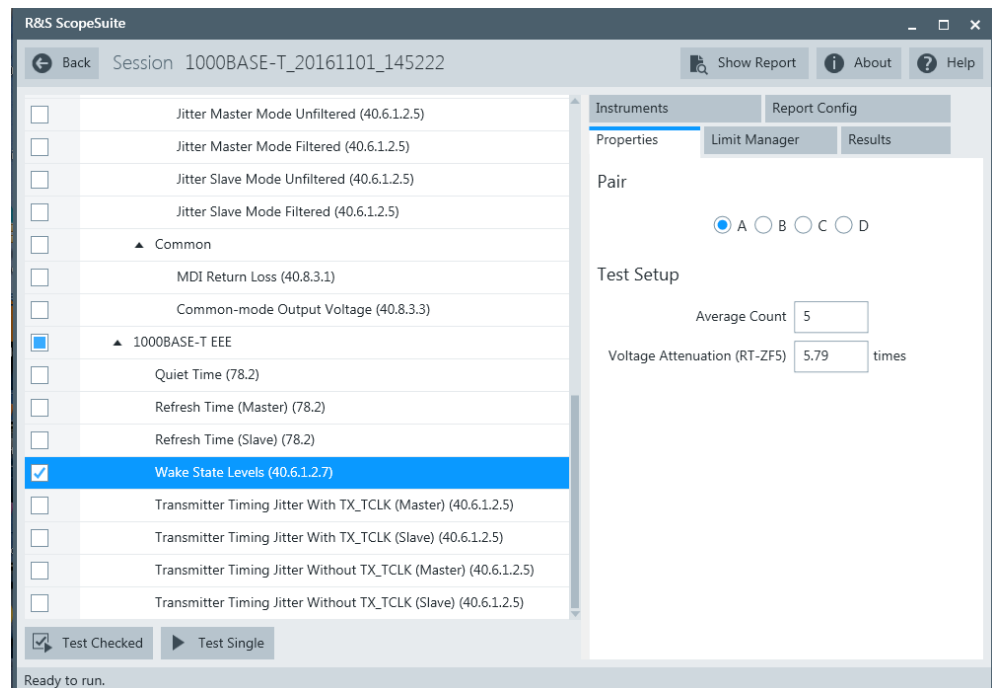 R&S ScopeSuite
Back Session 1000BASE-T_20161101_145222 Show Report About Help
Jitter Master Mode Unfiltered (40.6.1.2.5)
Jitter Master Mode Filtered (40.6.1.2.5)
Jitter Slave Mode Unfiltered (40.6.1.2.5)
Jitter Slave Mode Filtered (40.6.1.2.5)
Common
MDI Return Loss (40.8.3.1)
Common-mode Output Voltage (40.8.3.3)
1000BASE-T EEE
Quiet Time (78.2)
Refresh Time (Master) (78.2)
Refresh Time (Slave) (78.2)
Wake State Levels (40.6.1.2.7)
Transmitter Timing Jitter With TX_TCLK (Master) (40.6.1.2.5)
Transmitter Timing Jitter With TX_TCLK (Slave) (40.6.1.2.5)
Transmitter Timing Jitter Without TX_TCLK (Master) (40.6.1.2.5)
Transmitter Timing Jitter Without TX_TCLK (Slave) (40.6.1.2.5)
Instruments Report Config
Properties Limit Manager Results
Pair
A B C D
Test Setup
Average Count 5
Voltage Attenuation (RT-ZF5) 5.79 times
Test Checked Test Single
Ready to run.